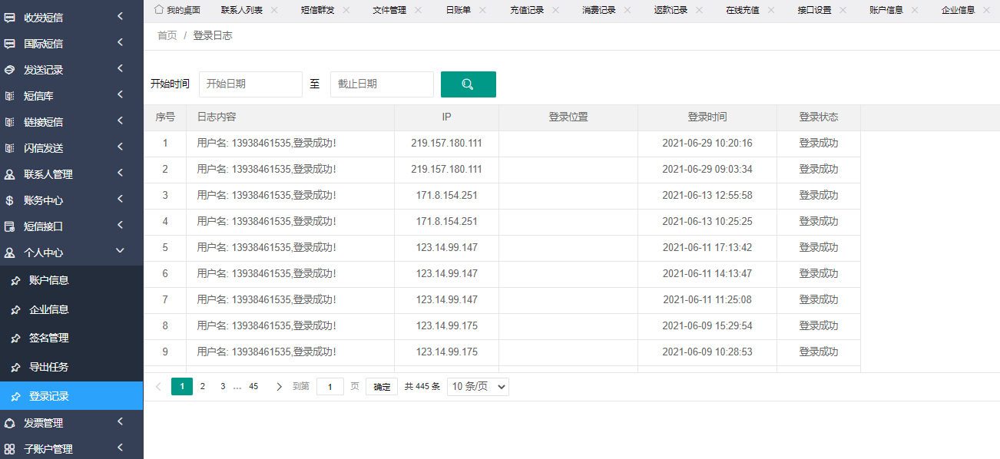 我的桌面 联系人列表 短信群发 文件管理 日账单 充值记录 消费记录 返款记录 在线充值 接口设置 账户信息 企业信息
收发短信
国际短信
发送记录
短信库
链接短信
闪信发送
联系人管理
账务中心
短信接口
个人中心
账户信息
企业信息
签名管理
导出任务
登录记录
发票管理
子账户管理
首页 / 登录日志
开始时间 开始日期 至 截止日期
序号 日志内容 IP 登录位置 登录时间 登录状态
1 用户名: 13938461535,登录成功! 219.157.180.111 2021-06-29 10:20:16 登录成功
2 用户名: 13938461535,登录成功! 219.157.180.111 2021-06-29 09:03:34 登录成功
3 用户名: 13938461535,登录成功! 171.8.154.251 2021-06-13 12:55:58 登录成功
4 用户名: 13938461535,登录成功! 171.8.154.251 2021-06-13 10:25:25 登录成功
5 用户名: 13938461535,登录成功! 123.14.99.147 2021-06-11 17:13:42 登录成功
6 用户名: 13938461535,登录成功! 123.14.99.147 2021-06-11 14:13:47 登录成功
7 用户名: 13938461535,登录成功! 123.14.99.147 2021-06-11 11:25:08 登录成功
8 用户名: 13938461535,登录成功! 123.14.99.175 2021-06-09 15:29:54 登录成功
9 用户名: 13938461535,登录成功! 123.14.99.175 2021-06-09 10:28:53 登录成功
1 2 3 … 45 到第 1 页 确定 共 445 条 10 条/页